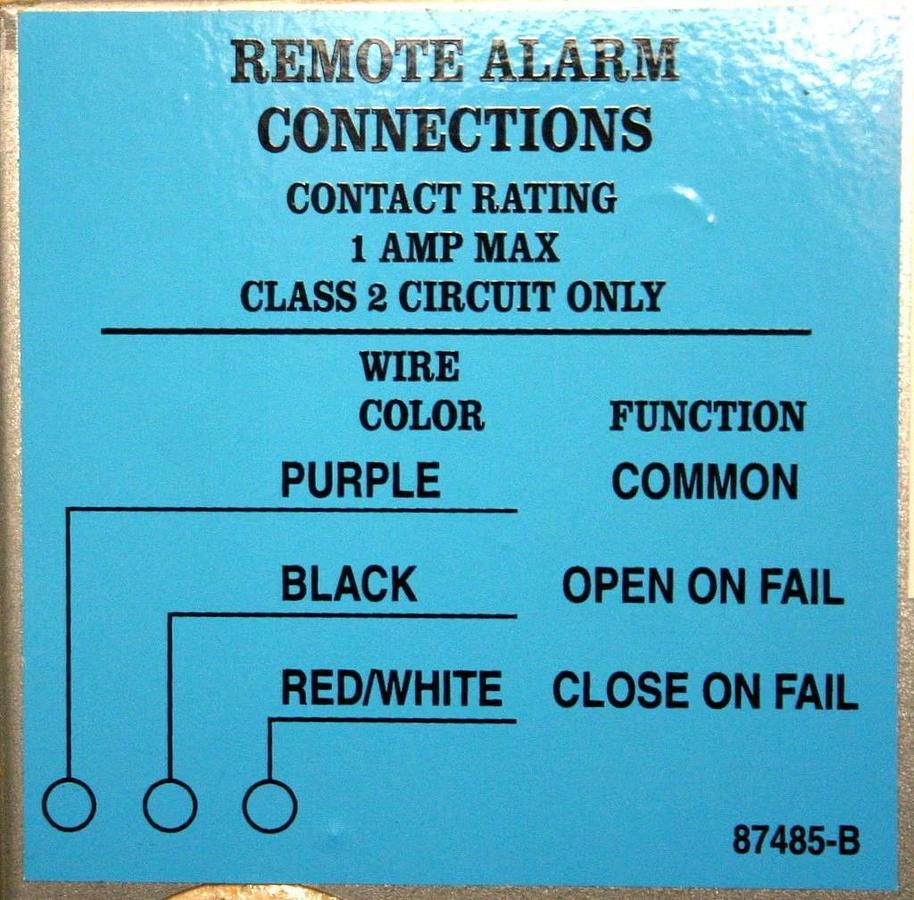 REMOTE ALARM
CONNECTIONS
CONTACT RATING
1 AMP MAX
CLASS 2 CIRCUIT ONLY
WIRE
COLOR FUNCTION
PURPLE COMMON
BLACK OPEN ON FAIL
RED/WHITE CLOSE ON FAIL
87485-B